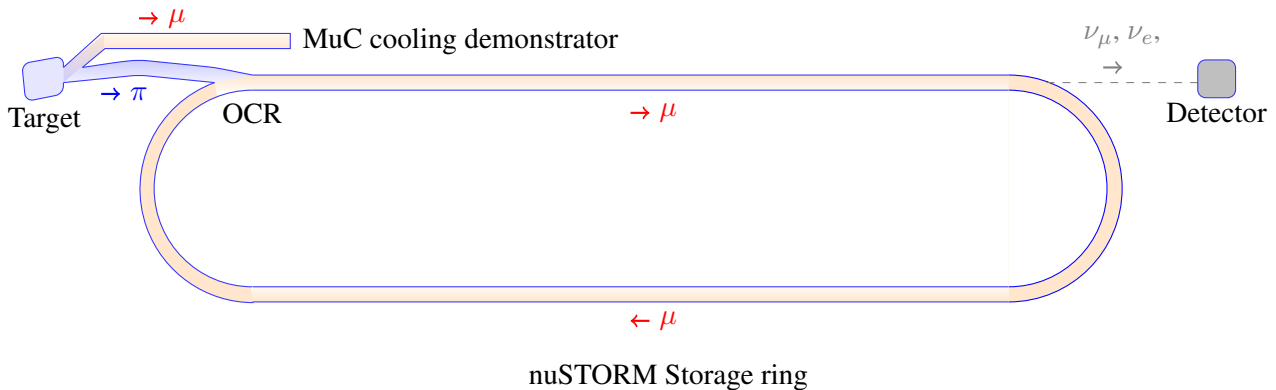 → μ
MuC cooling demonstrator
ν_μ, ν_e,
→
→ π
Target
OCR
→ μ
Detector
← μ
nuSTORM Storage ring